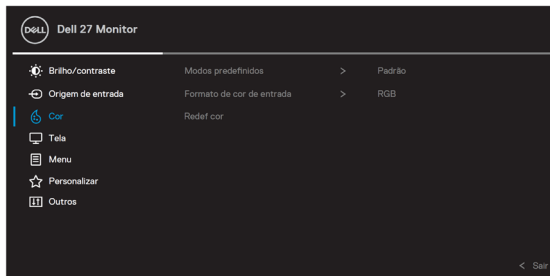 DELL Dell 27 Monitor
Brilho/contraste Modos predefinidos > Padrão
Origem de entrada Formato de cor de entrada > RGB
Cor Redef cor
Tela
Menu
Personalizar
Outros
< Sair